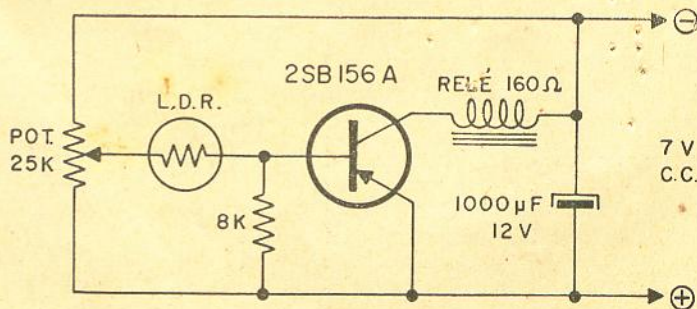 ⊖
2SB156A
RELÉ 160Ω
L.D.R.
POT.
25K
7 V
C.C.
8K
1000µF
12 V
⊕